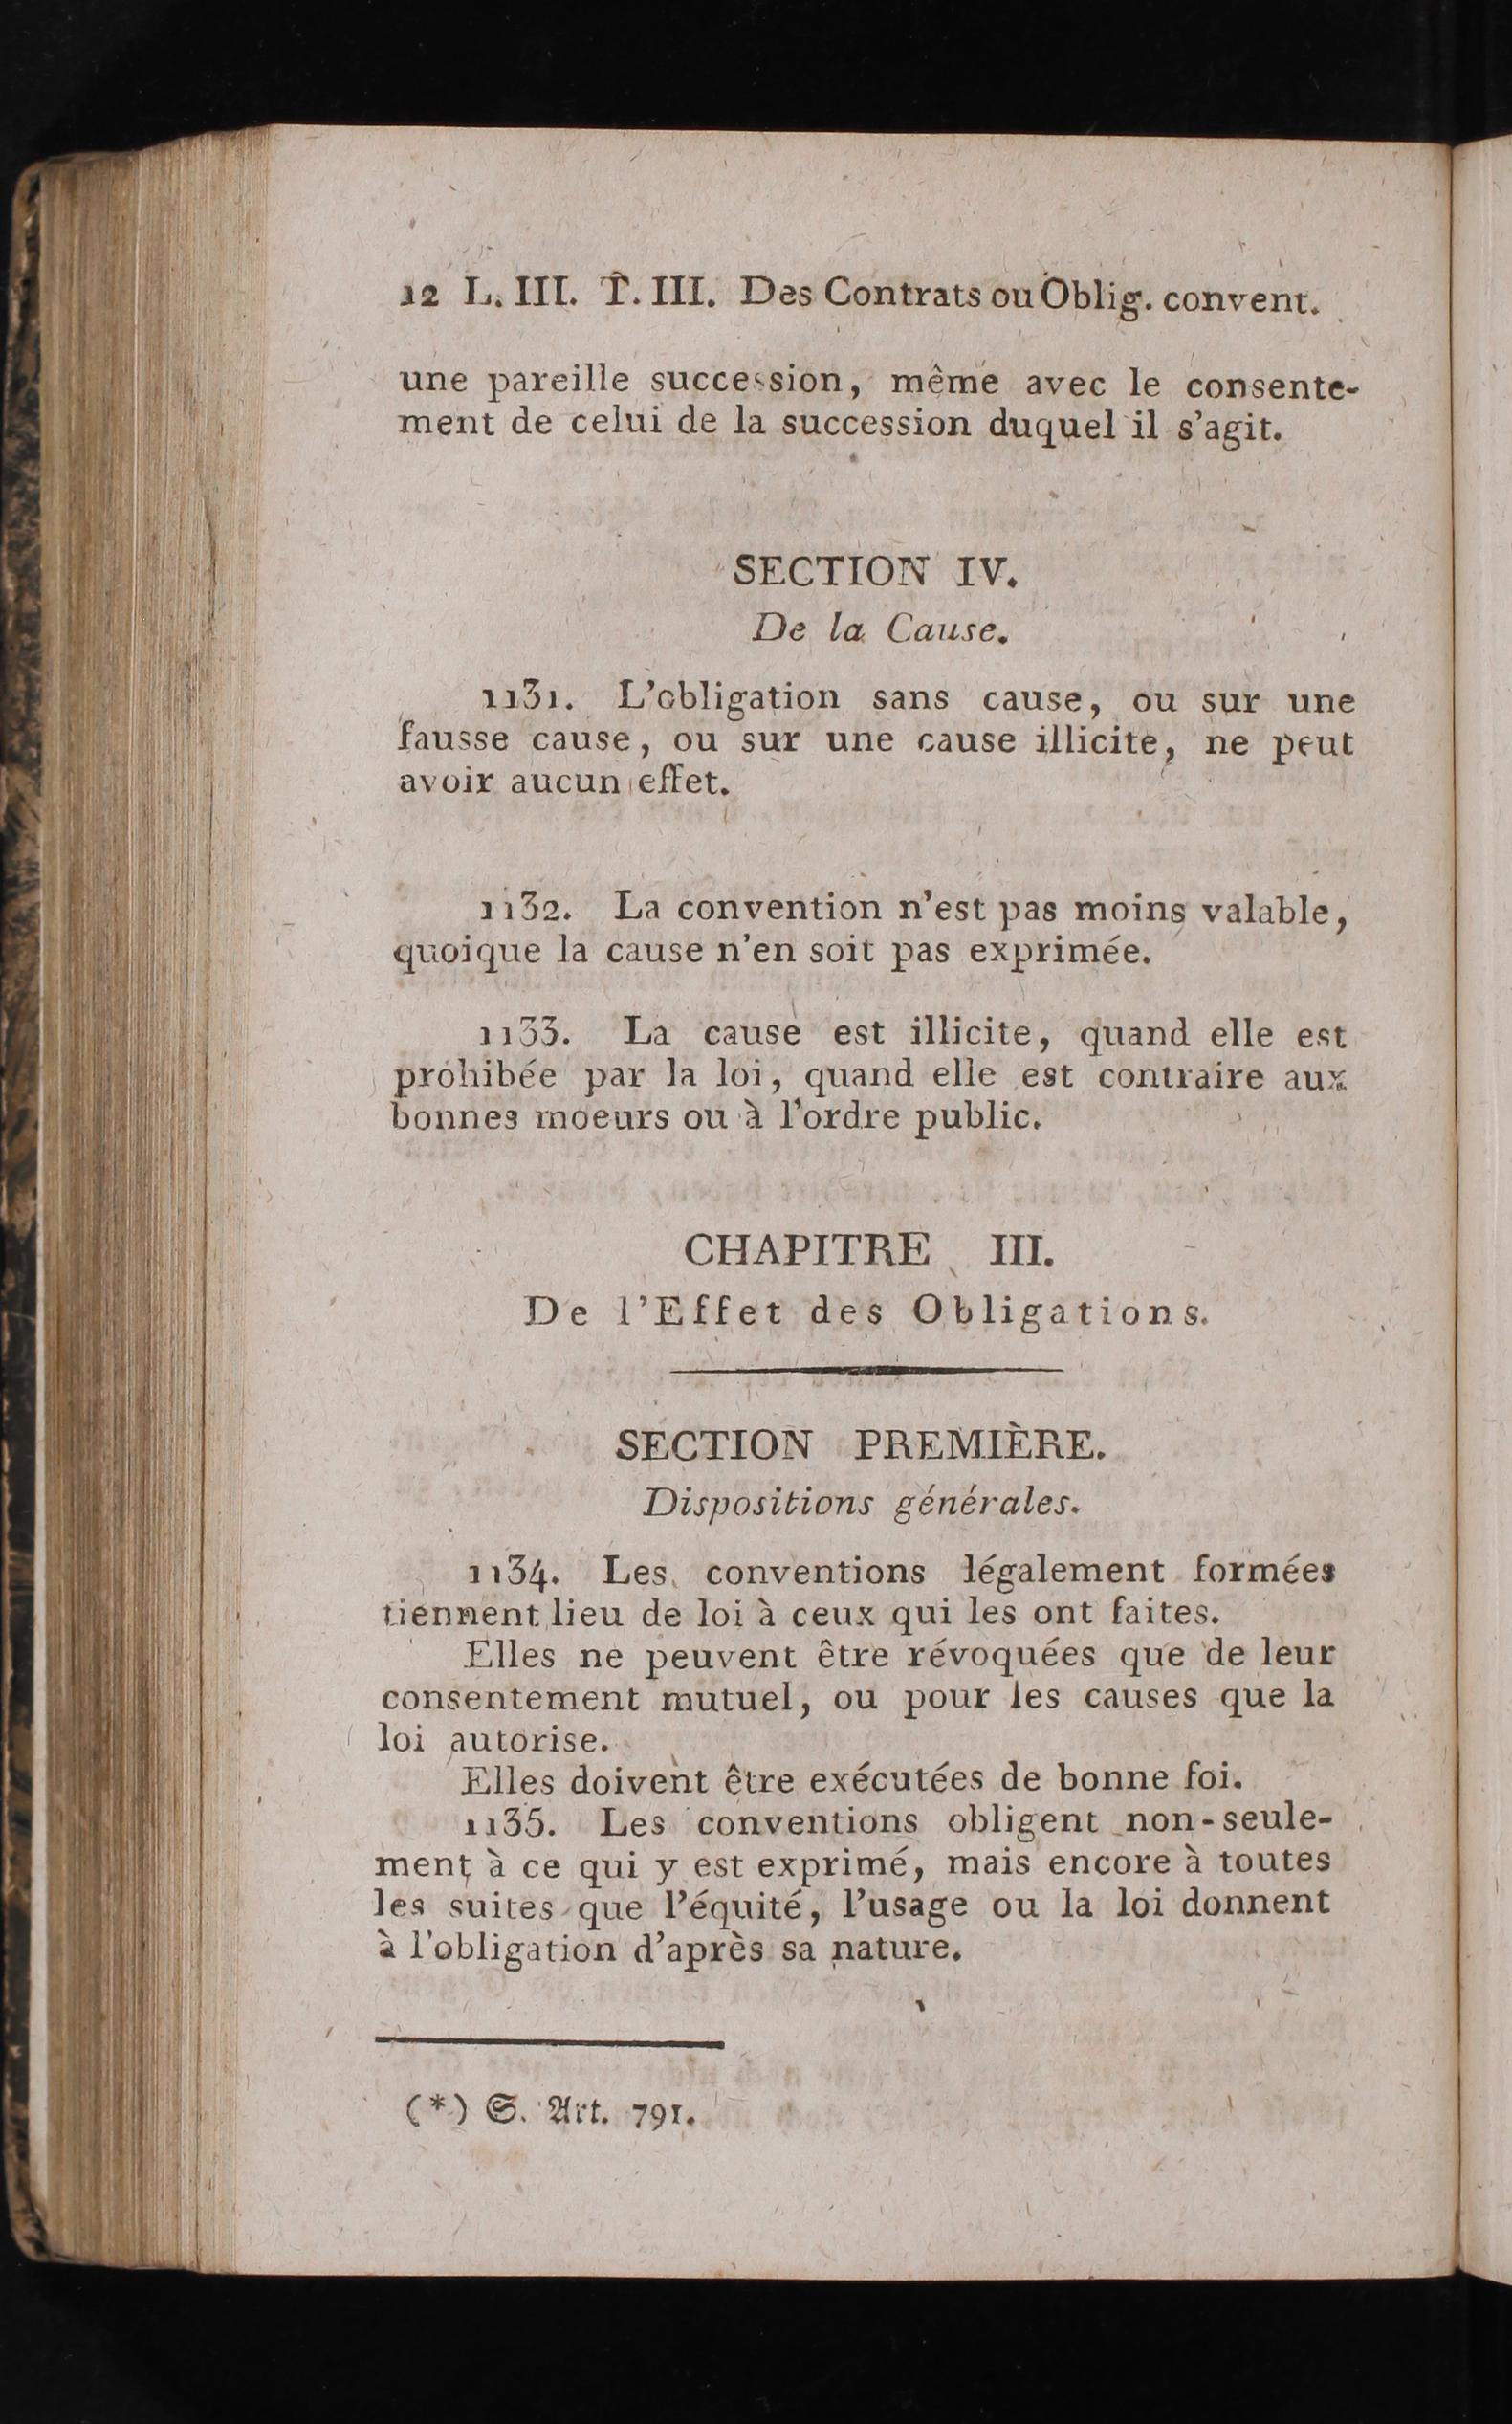 12 L. III. T. III. Des Contrats ou Oblig. convent.
une pareille succession, même avec le consente-
ment de celui de la succession duquel il s’agit.
SECTION IV.
De la Cause.
1131. L’obligation sans cause, ou sur une
fausse cause, ou sur une cause illicite, ne peut
avoir aucun effet.
1132. La convention n’est pas moins valable,
quoique la cause n’en soit pas exprimée.
1133. La cause est illicite, quand elle est
prohibée par la loi, quand elle est contraire aux
bonnes moeurs ou à l’ordre public.
CHAPITRE III.
De l’Effet des Obligations.
SECTION PREMIÈRE.
Dispositions générales.
1134. Les conventions légalement formées
tiennent lieu de loi à ceux qui les ont faites.
Elles ne peuvent être révoquées que de leur
consentement mutuel, ou pour les causes que la
loi autorise.
Elles doivent être exécutées de bonne foi.
1135. Les conventions obligent non-seule-
ment à ce qui y est exprimé, mais encore à toutes
les suites que l’équité, l’usage ou la loi donnent
à l’obligation d’après sa nature.
(*) S. Art. 791.